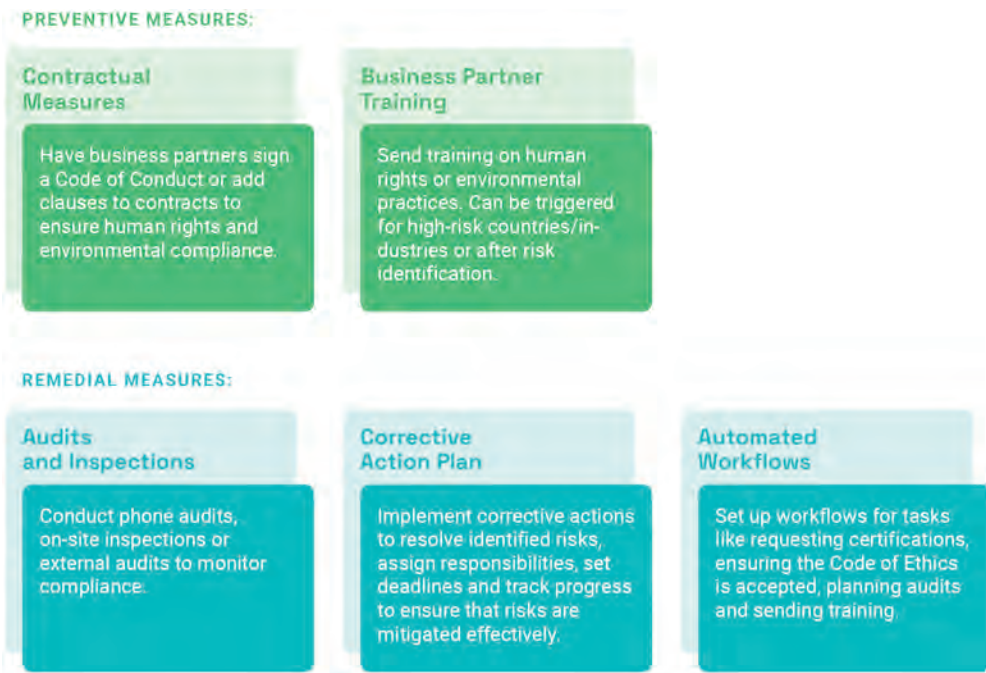 PREVENTIVE MEASURES:
Contractual
Measures
Have business partners sign
a Code of Conduct or add
clauses to contracts to
ensure human rights and
environmental compliance.
Business Partner
Training
Send training on human
rights or environmental
practices. Can be triggered
for high-risk countries/in-
dustries or after risk
identification.
REMEDIAL MEASURES:
Audits
and Inspections
Conduct phone audits,
on-site inspections or
external audits to monitor
compliance.
Corrective
Action Plan
Implement corrective actions
to resolve identified risks,
assign responsibilities, set
deadlines and track progress
to ensure that risks are
mitigated effectively.
Automated
Workflows
Set up workflows for tasks
like requesting certifications,
ensuring the Code of Ethics
is accepted, planning audits
and sending training.